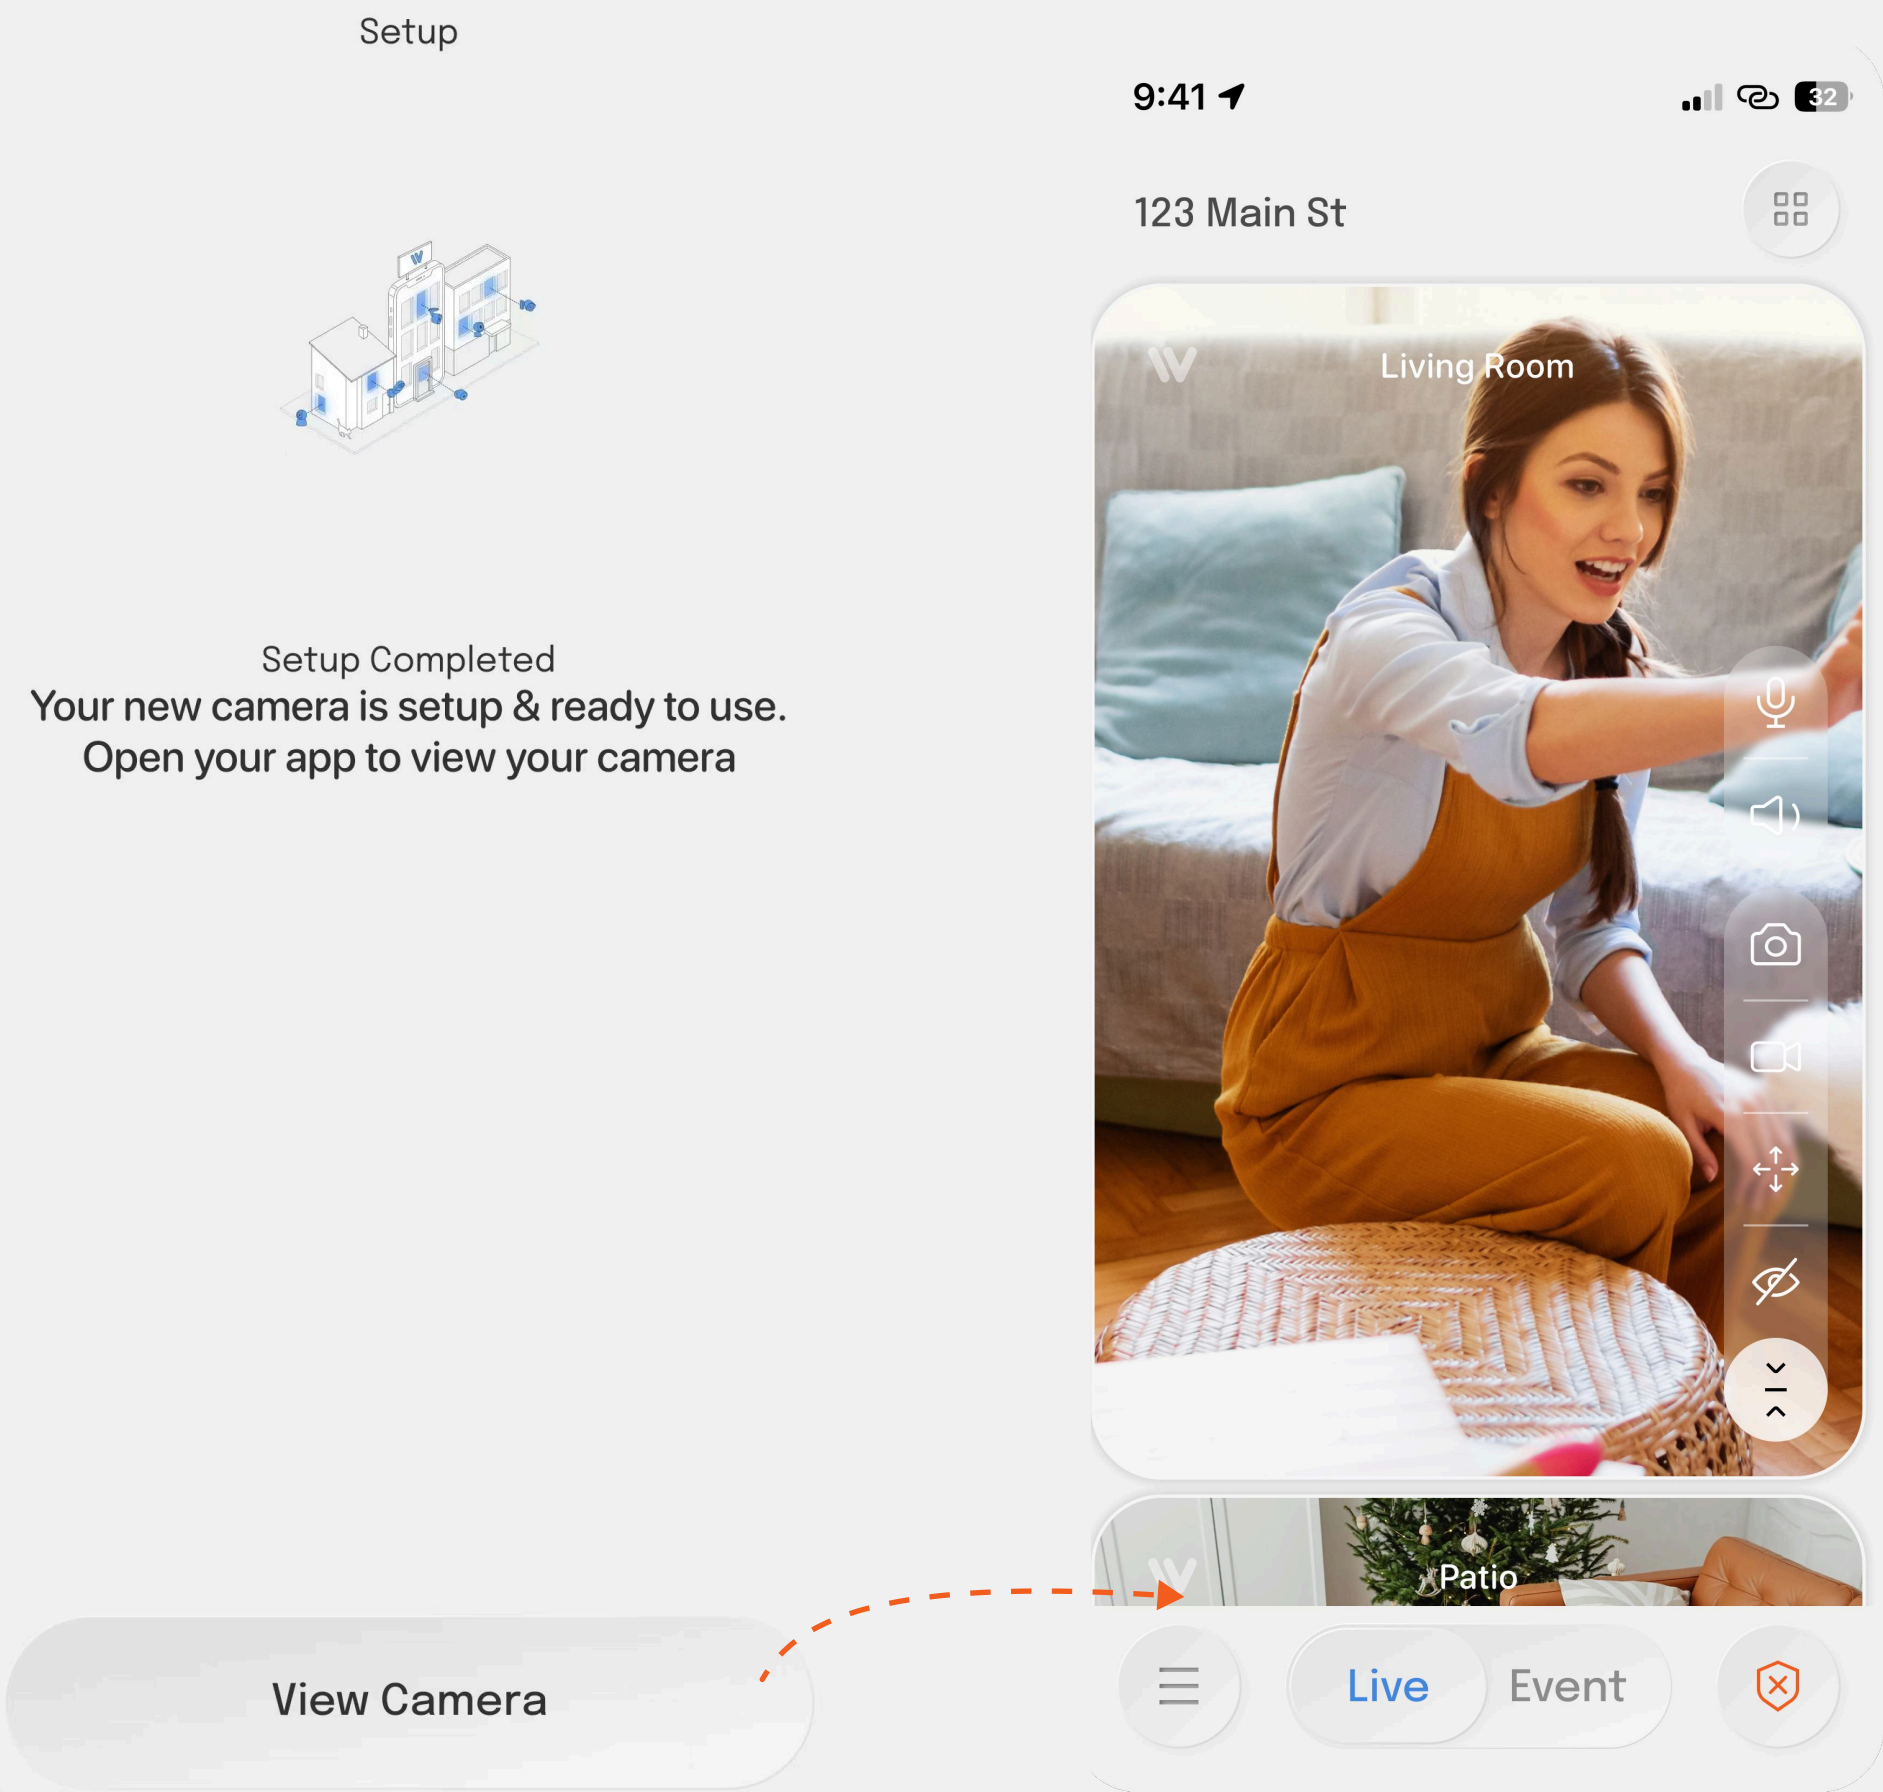 Setup
Setup Completed
Your new camera is setup & ready to use.
Open your app to view your camera
View Camera
9:41
32
123 Main St
Living Room
Patio
Live
Event